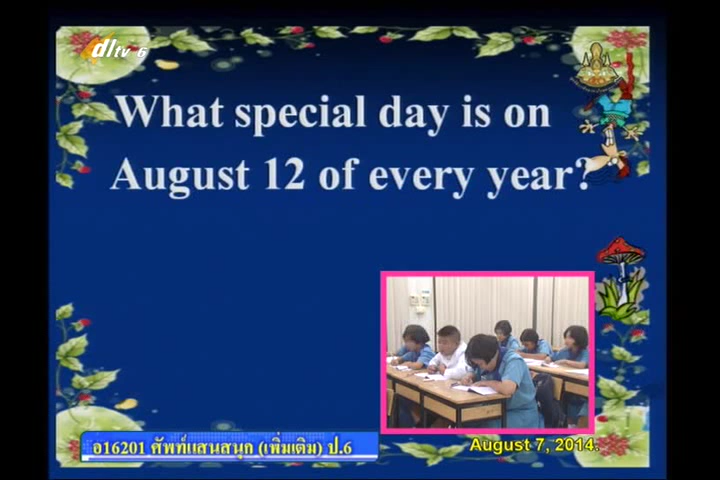 dltv 6
What special day is on
August 12 of every year?
อ16201 ศัพท์แสนสนุก (เพิ่มเติม) ป.6
August 7, 2014.